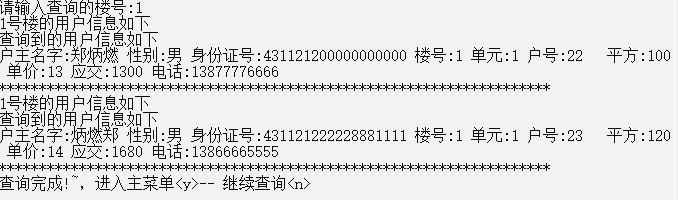 请输入查询的楼号:1
1号楼的用户信息如下
查询到的用户信息如下
户主名字:郑炳燃 性别:男 身份证号:431121200000000000 楼号:1 单元:1 户号:22   平方:100
 单价:13 应交:1300 电话:13877776666
**********************************************************************
1号楼的用户信息如下
查询到的用户信息如下
户主名字:炳燃郑 性别:男 身份证号:431121222228881111 楼号:1 单元:1 户号:23   平方:120
 单价:14 应交:1680 电话:13866665555
**********************************************************************
查询完成!~, 进入主菜单<y>-- 继续查询<n>